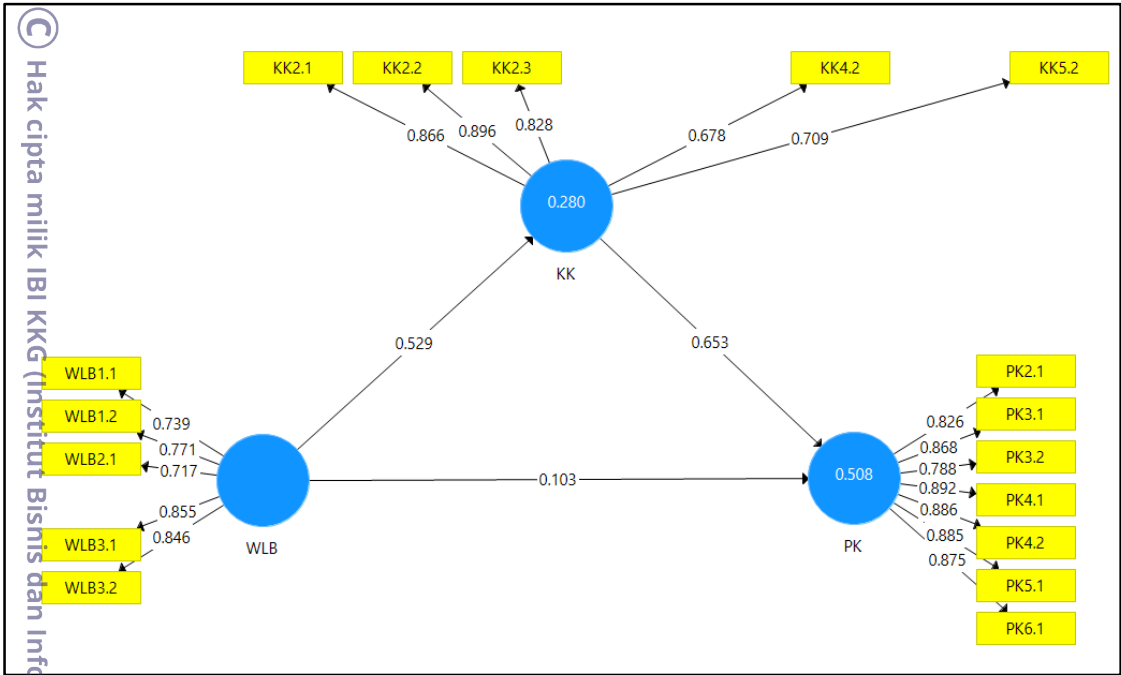 © Hak cipta milik IBI KKG (Institut Bisnis dan Info
KK2.1
KK2.2
KK2.3
KK4.2
KK5.2
0.866
0.896
0.828
0.678
0.709
0.280
KK
0.529
0.653
WLB1.1
WLB1.2
WLB2.1
WLB3.1
WLB3.2
0.739
0.771
0.717
0.855
0.846
WLB
0.103
0.508
PK
0.826
0.868
0.788
0.892
0.886
0.885
0.875
PK2.1
PK3.1
PK3.2
PK4.1
PK4.2
PK5.1
PK6.1